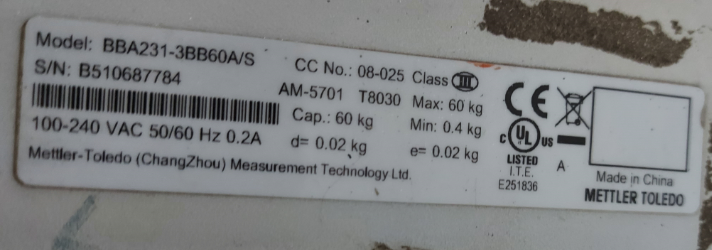 Model: BBA231-3BB60A/S
S/N: B510687784
100-240 VAC 50/60 Hz 0.2A
Mettler-Toledo (ChangZhou) Measurement Technology Ltd.
CC No.: 08-025 Class III
AM-5701 T8030 Max: 60 kg
Cap.: 60 kg Min: 0.4 kg
d= 0.02 kg e= 0.02 kg
CE
C UL US
LISTED
I.T.E.
E251836
A
Made in China
METTLER TOLEDO